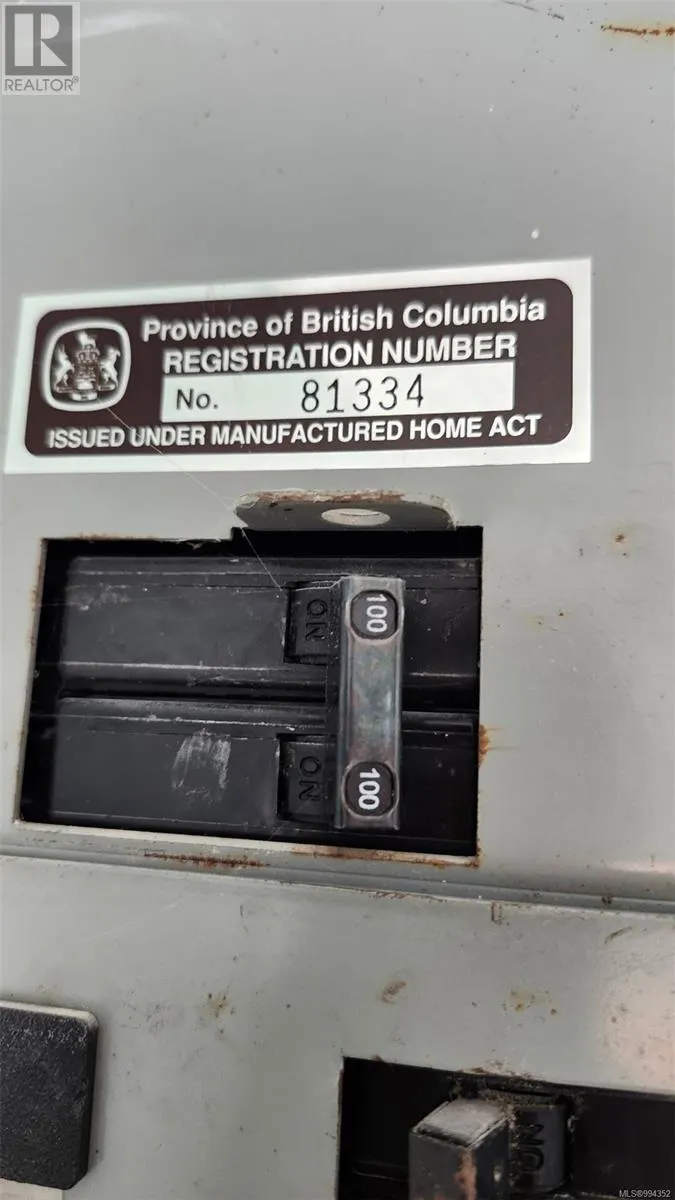 R
REALTOR®
Province of British Columbia
REGISTRATION NUMBER
No. 81334
ISSUED UNDER MANUFACTURED HOME ACT
ON
100
ON
100
ON
MLS®994352